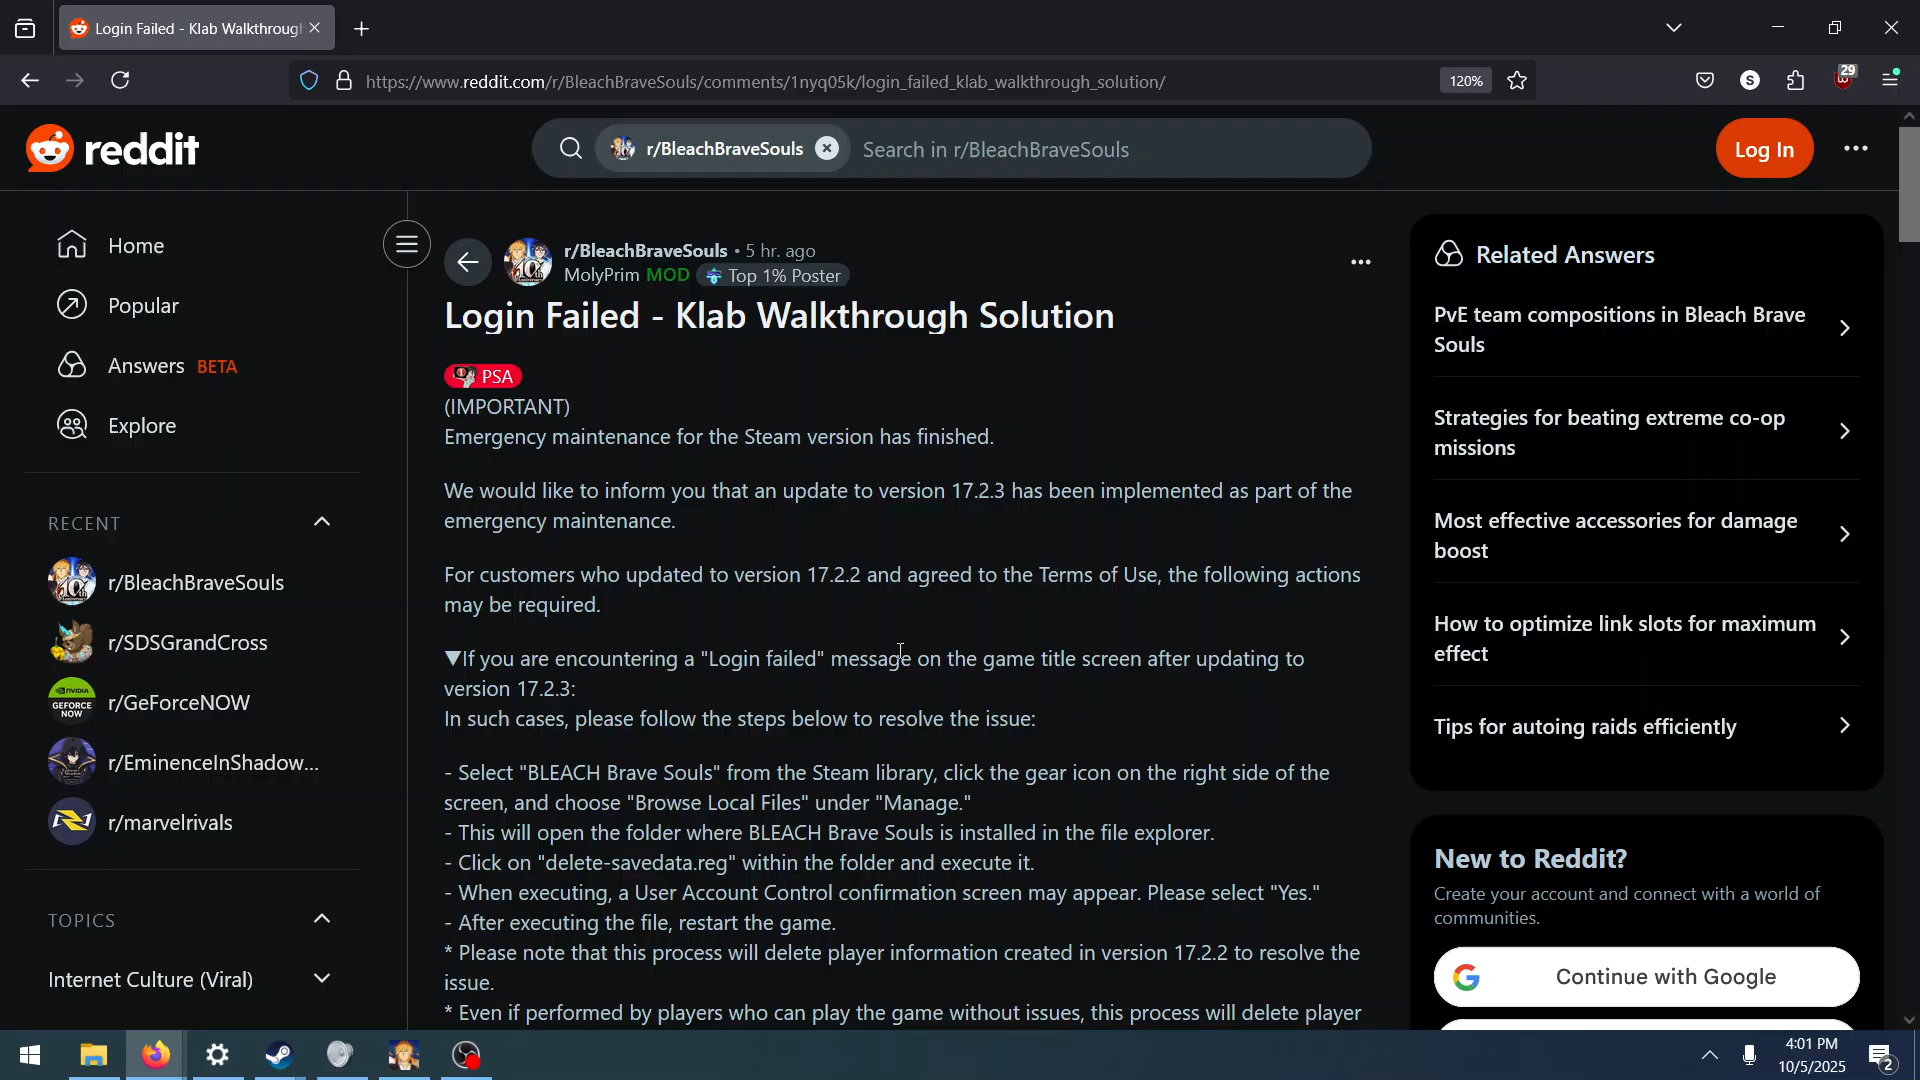 Login Failed - Klab Walkthroug
https://www.reddit.com/r/BleachBraveSouls/comments/1nyq05k/login_failed_klab_walkthrough_solution/
120%
S
29
reddit
r/BleachBraveSouls
Search in r/BleachBraveSouls
Log In
Home
Popular
Answers BETA
Explore
RECENT
r/BleachBraveSouls
r/SDSGrandCross
NVIDIA
GEFORCE
NOW
r/GeForceNOW
r/EminenceInShadow...
r/marvelrivals
TOPICS
Internet Culture (Viral)
r/BleachBraveSouls • 5 hr. ago
MolyPrim MOD Top 1% Poster
Login Failed - Klab Walkthrough Solution
PSA
(IMPORTANT)
Emergency maintenance for the Steam version has finished.
We would like to inform you that an update to version 17.2.3 has been implemented as part of the
emergency maintenance.
For customers who updated to version 17.2.2 and agreed to the Terms of Use, the following actions
may be required.
▼If you are encountering a "Login failed" message on the game title screen after updating to
version 17.2.3:
In such cases, please follow the steps below to resolve the issue:
- Select "BLEACH Brave Souls" from the Steam library, click the gear icon on the right side of the
screen, and choose "Browse Local Files" under "Manage."
- This will open the folder where BLEACH Brave Souls is installed in the file explorer.
- Click on "delete-savedata.reg" within the folder and execute it.
- When executing, a User Account Control confirmation screen may appear. Please select "Yes."
- After executing the file, restart the game.
* Please note that this process will delete player information created in version 17.2.2 to resolve the
issue.
* Even if performed by players who can play the game without issues, this process will delete player
Related Answers
PvE team compositions in Bleach Brave
Souls
Strategies for beating extreme co-op
missions
Most effective accessories for damage
boost
How to optimize link slots for maximum
effect
Tips for autoing raids efficiently
New to Reddit?
Create your account and connect with a world of
communities.
Continue with Google
4:01 PM
10/5/2025
2